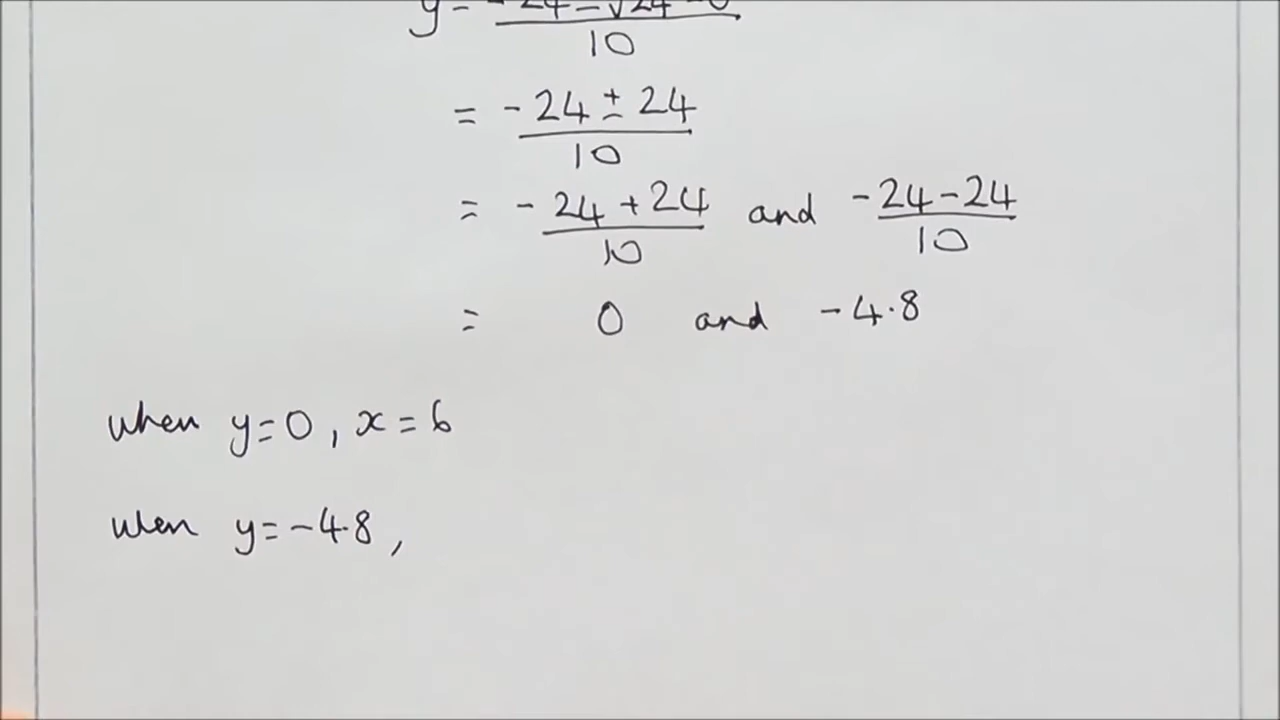 y=
10
= -24 ± 24
10
= -24 + 24 and -24 - 24
10 10
= 0 and -4.8
when y=0, x=6
when y=-4.8,